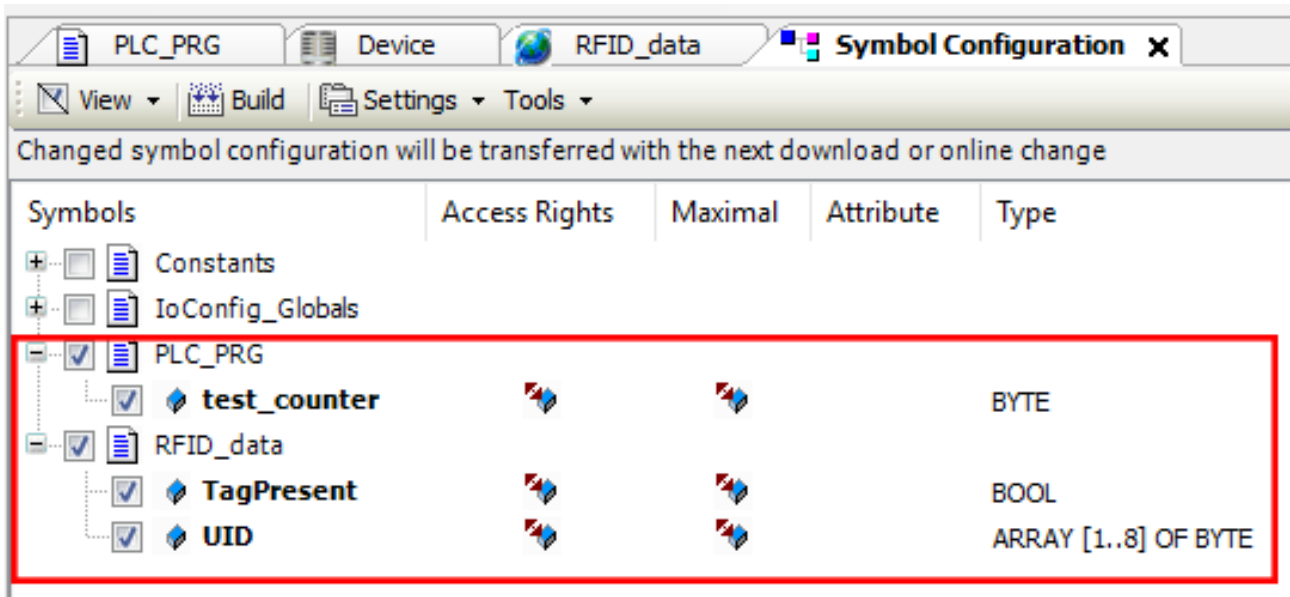 PLC_PRG Device RFID_data Symbol Configuration
View Build Settings Tools
Changed symbol configuration will be transferred with the next download or online change
Symbols Access Rights Maximal Attribute Type
Constants
IoConfig_Globals
PLC_PRG
test_counter BYTE
RFID_data
TagPresent BOOL
UID ARRAY [1..8] OF BYTE